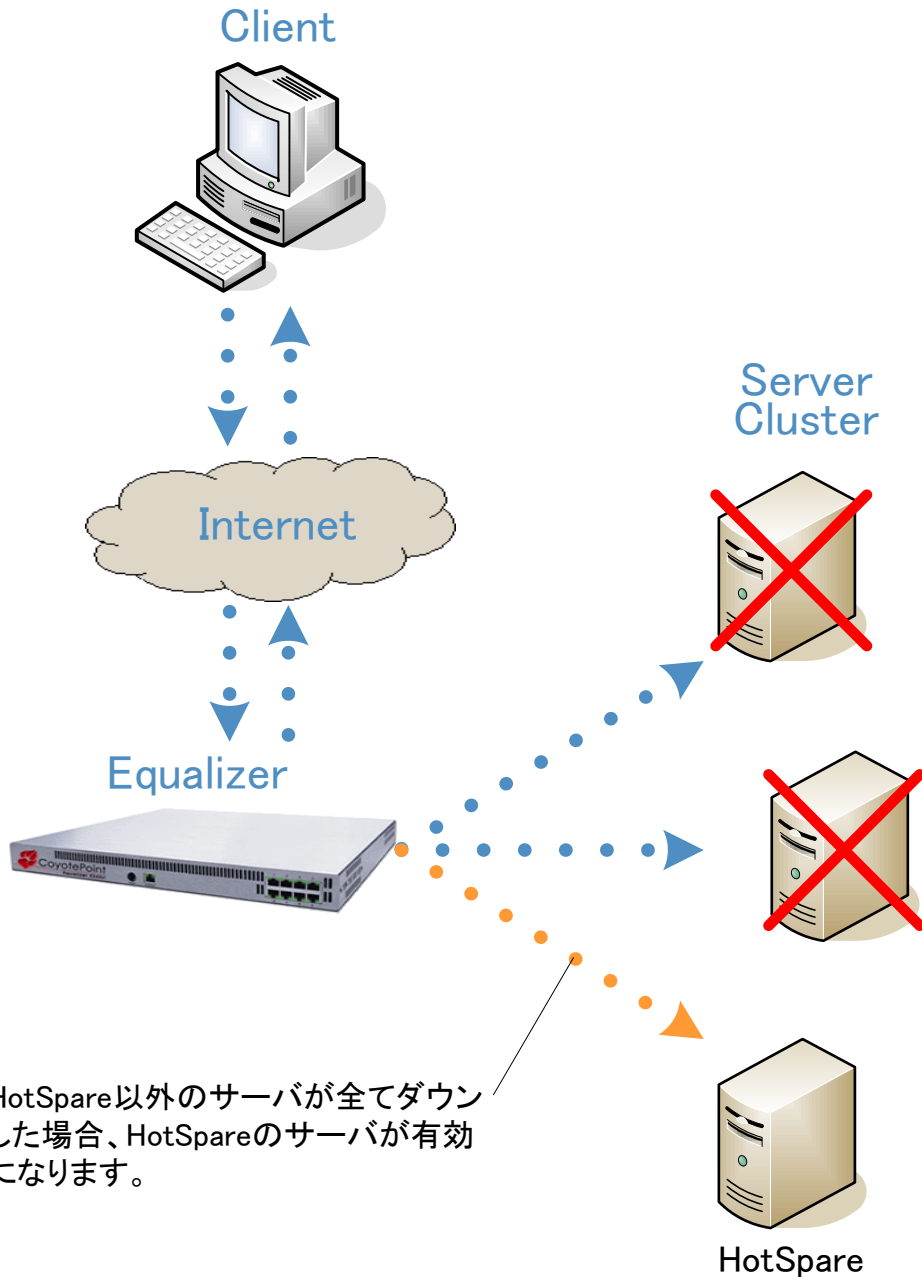 Client
Server
Cluster
Internet
Equalizer
CoyotePoint
HotSpare以外のサーバが全てダウン
した場合、HotSpareのサーバが有効
になります。
HotSpare